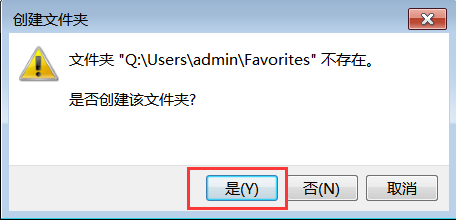 创建文件夹
文件夹 "Q:\Users\admin\Favorites" 不存在。
是否创建该文件夹?
是(Y) 否(N) 取消